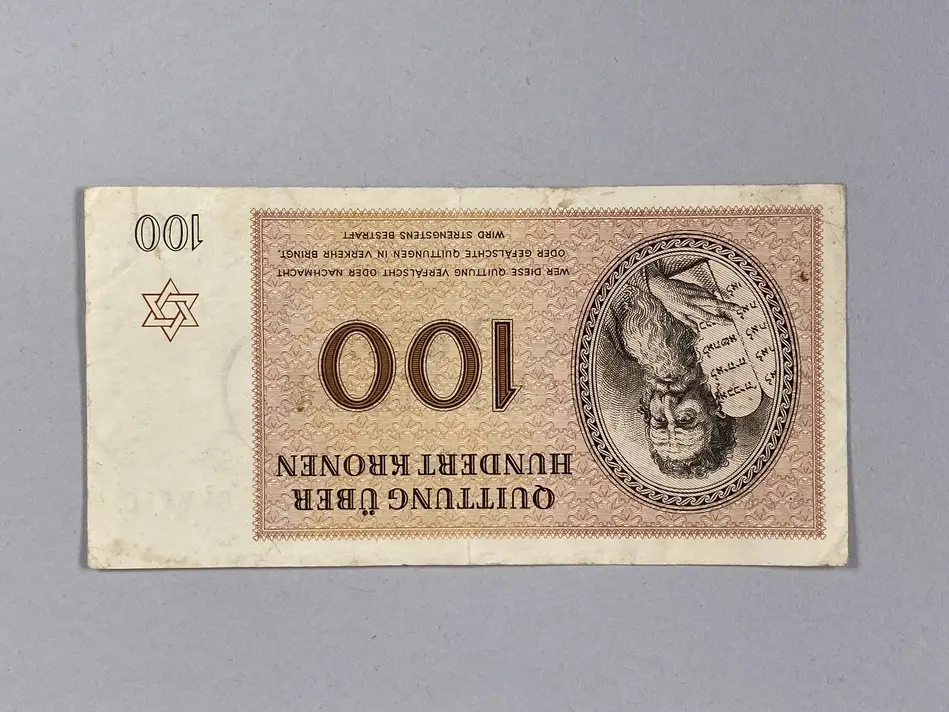 QUITTUNG ÜBER
HUNDERT KRONEN
100
WER DIESE QUITTUNG VERFÄLSCHT ODER NACHMACHT
ODER GEFÄLSCHTE QUITTUNGEN IN VERKEHR BRINGT,
WIRD STRENGSTENS BESTRAFT
100